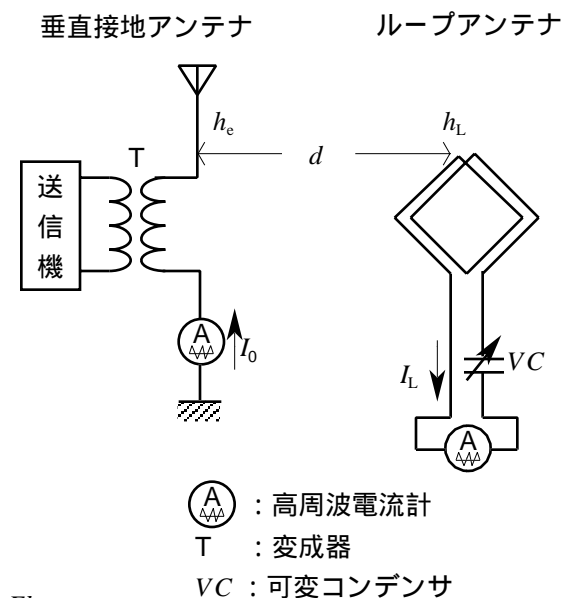 垂直接地アンテナ ループアンテナ
h_e h_L
d
T
送信機
A
I_0
I_L
VC
A
A：高周波電流計
T：変成器
VC：可変コンデンサ